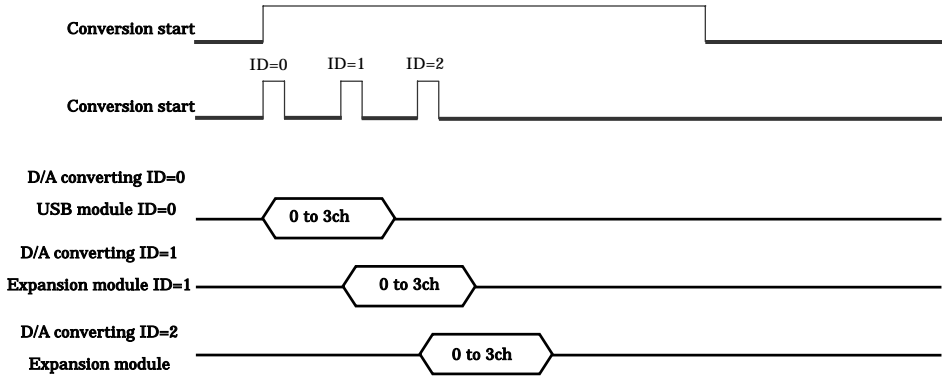 Conversion start
ID=0 ID=1 ID=2
Conversion start
D/A converting ID=0
USB module ID=0
0 to 3ch
D/A converting ID=1
Expansion module ID=1
0 to 3ch
D/A converting ID=2
Expansion module
0 to 3ch